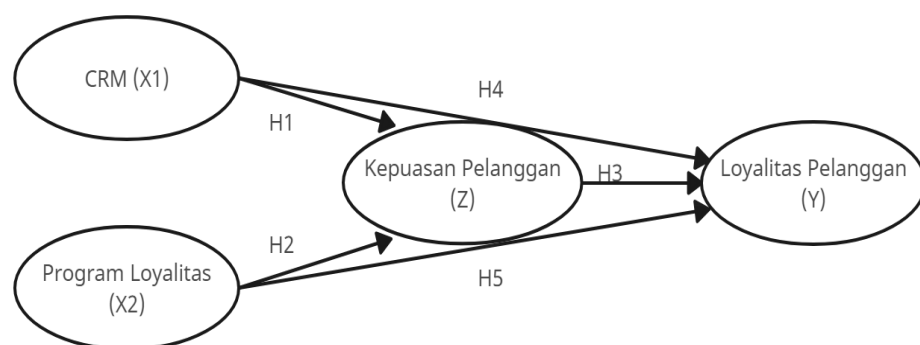 CRM (X1)
H4
H1
Kepuasan Pelanggan
(Z)
H3
Loyalitas Pelanggan
(Y)
H2
Program Loyalitas
(X2)
H5